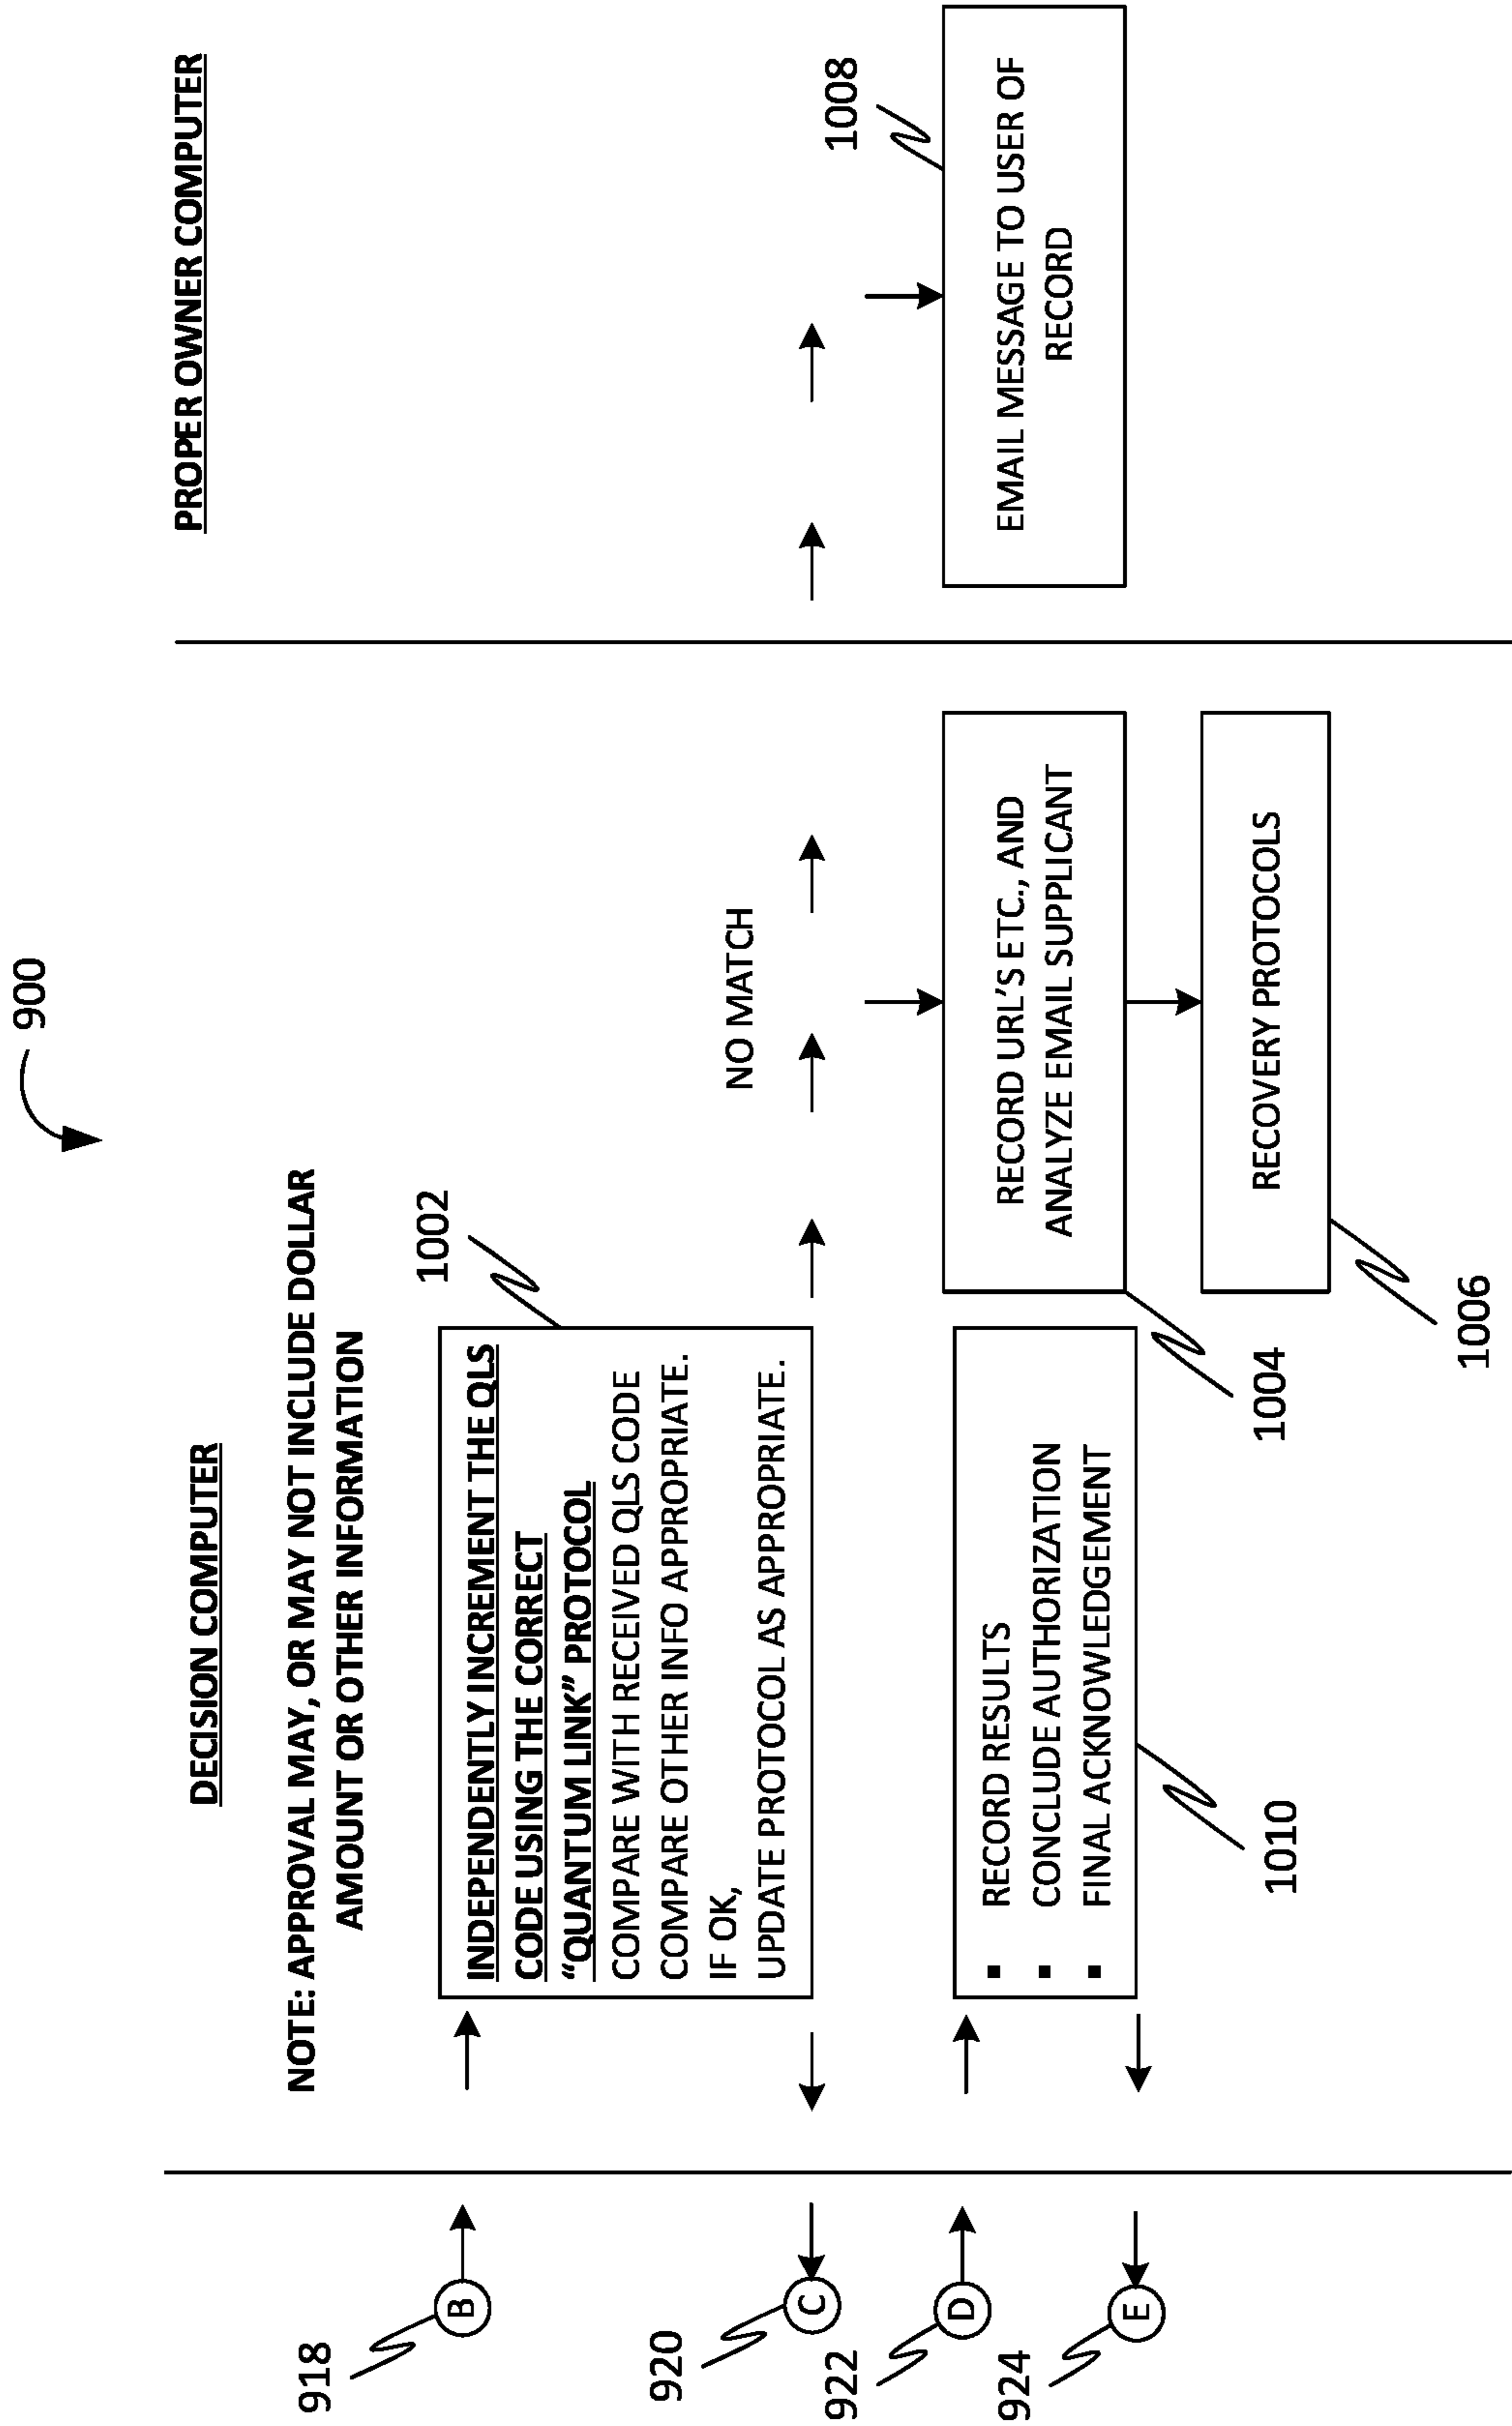 900
DECISION COMPUTER
PROPER OWNER COMPUTER
NOTE: APPROVAL MAY, OR MAY NOT INCLUDE DOLLAR
AMOUNT OR OTHER INFORMATION
918
B
1002
INDEPENDENTLY INCREMENT THE QLS
CODE USING THE CORRECT
“QUANTUM LINK” PROTOCOL
COMPARE WITH RECEIVED QLS CODE
COMPARE OTHER INFO APPROPRIATE.
IF OK,
UPDATE PROTOCOL AS APPROPRIATE.
NO MATCH
920
C
1008
922
D
▪ RECORD RESULTS
▪ CONCLUDE AUTHORIZATION
▪ FINAL ACKNOWLEDGEMENT
RECORD URL’S ETC., AND
ANALYZE EMAIL SUPPLICANT
EMAIL MESSAGE TO USER OF
RECORD
924
E
1010
1004
RECOVERY PROTOCOLS
1006